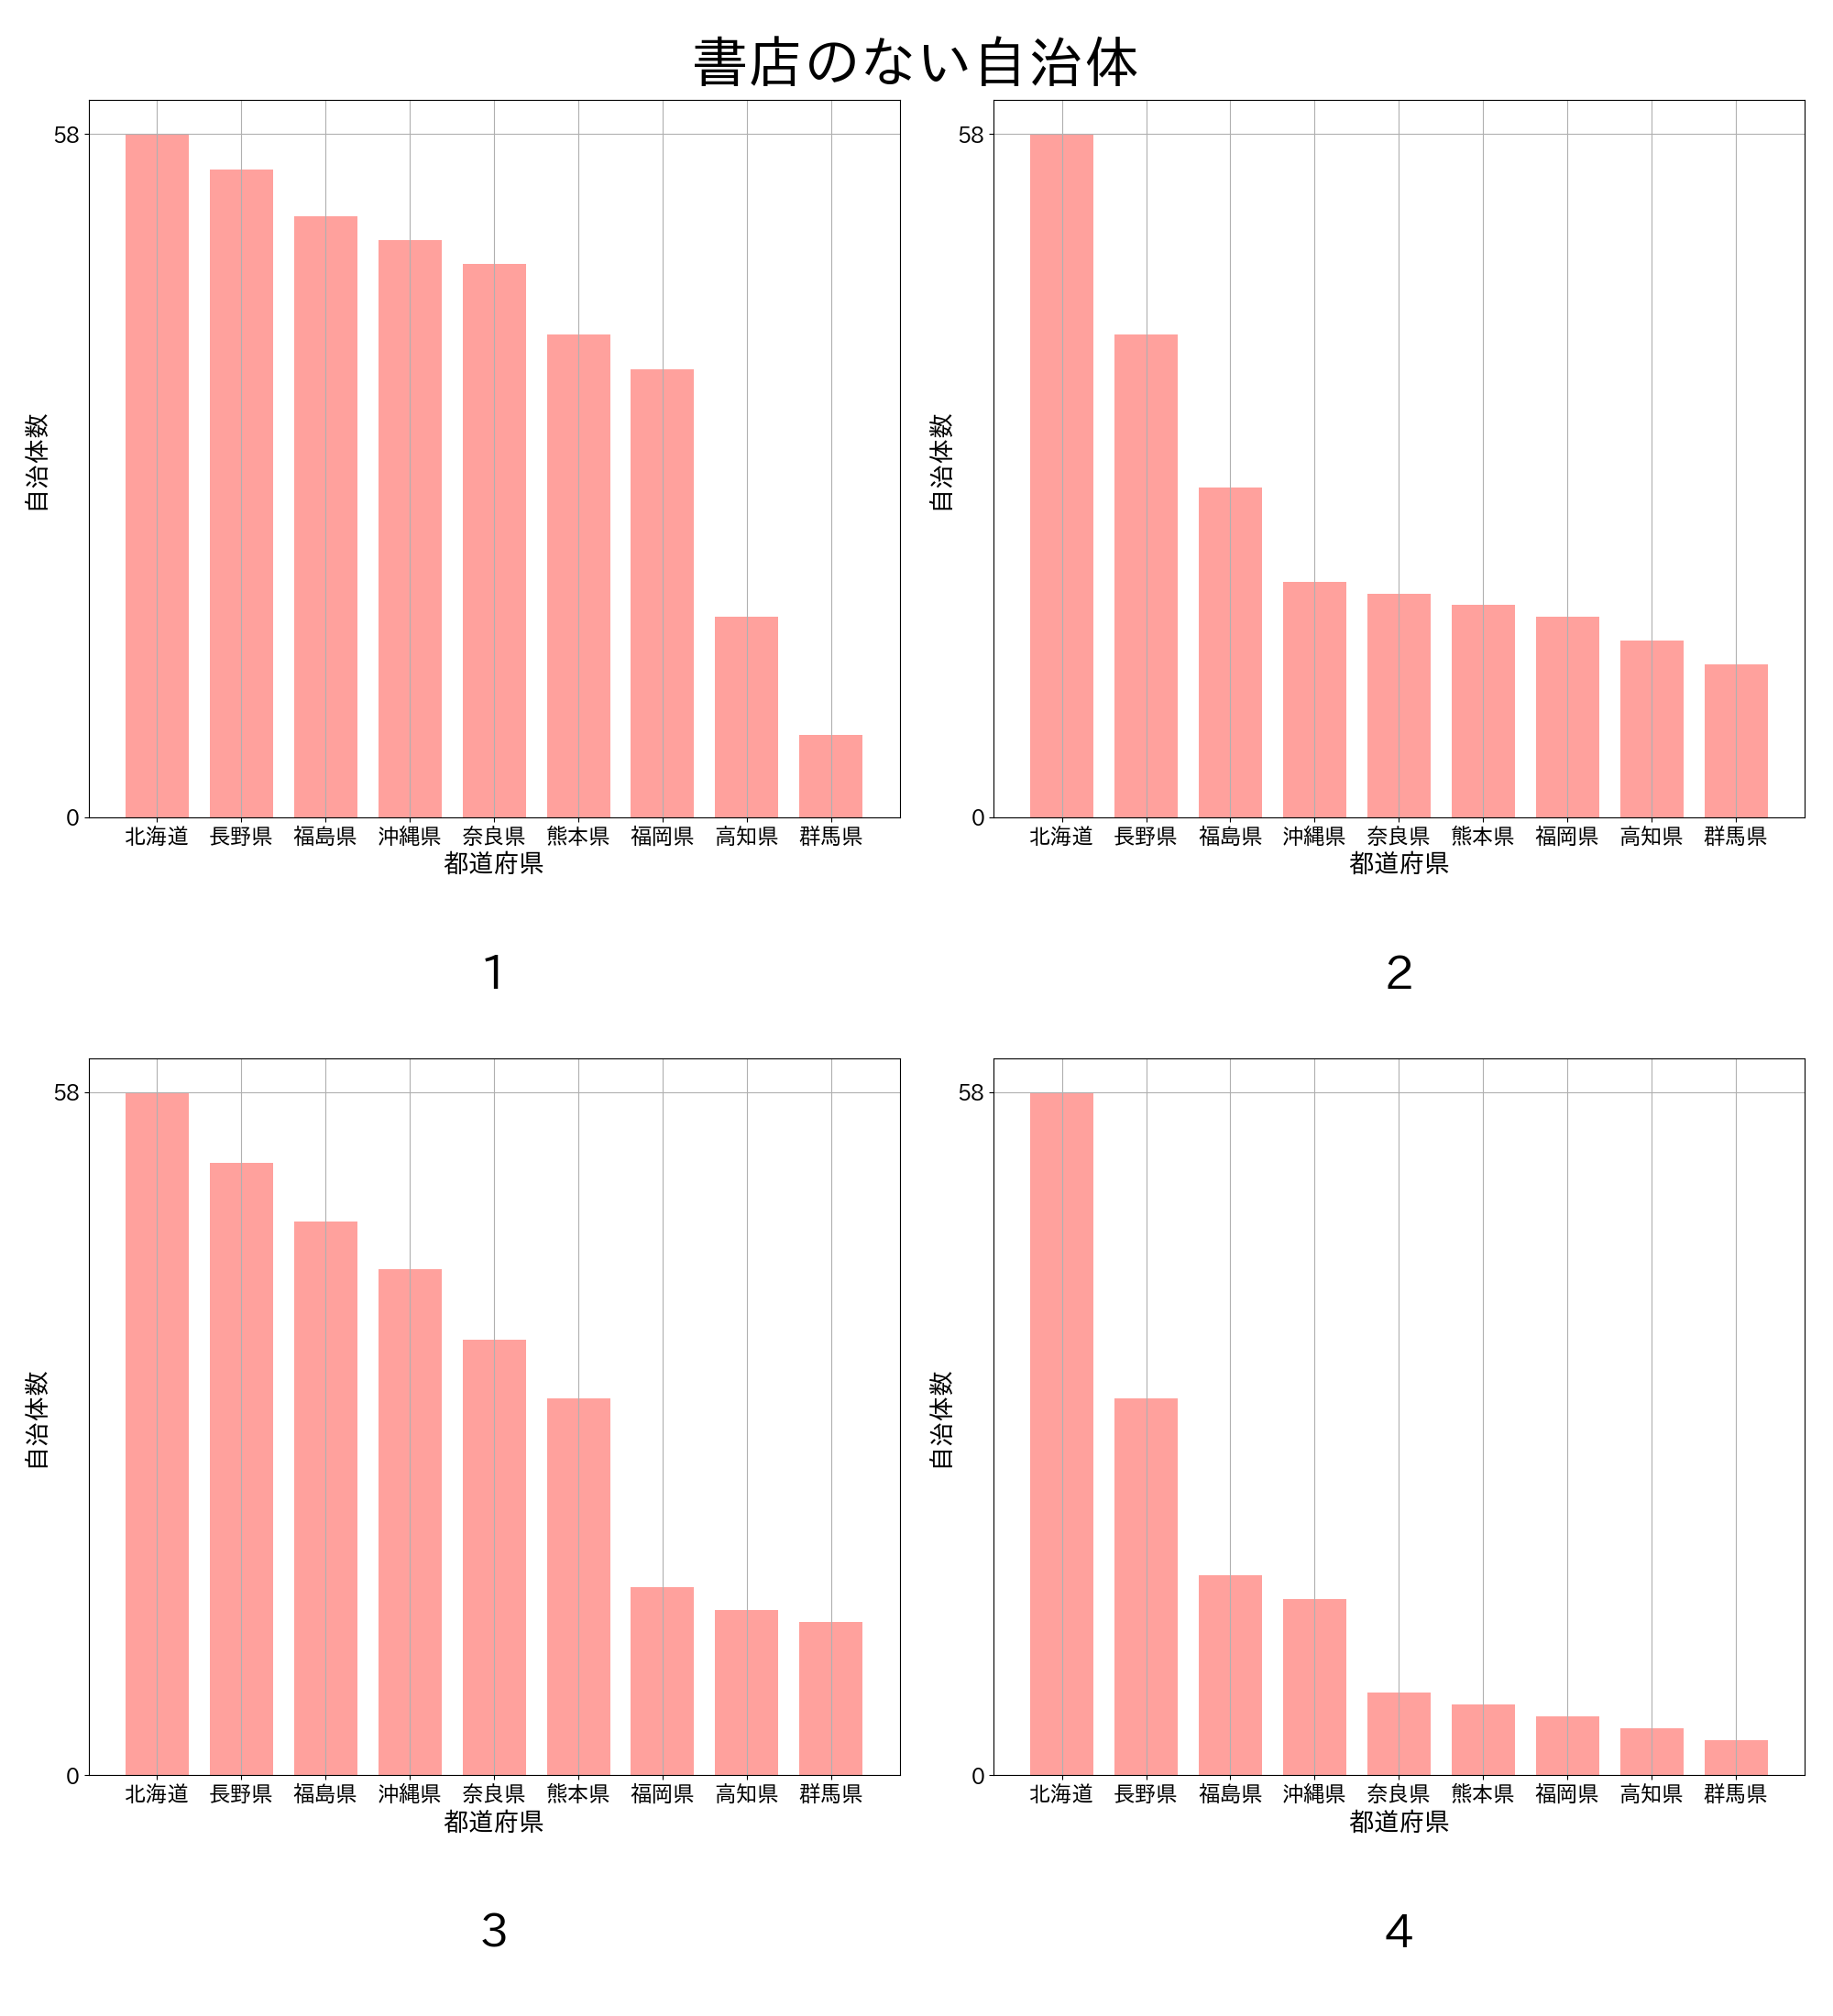 書店のない自治体
58
0
自治体数
北海道 長野県 福島県 沖縄県 奈良県 熊本県 福岡県 高知県 群馬県
都道府県
1
58
0
自治体数
北海道 長野県 福島県 沖縄県 奈良県 熊本県 福岡県 高知県 群馬県
都道府県
2
58
0
自治体数
北海道 長野県 福島県 沖縄県 奈良県 熊本県 福岡県 高知県 群馬県
都道府県
3
58
0
自治体数
北海道 長野県 福島県 沖縄県 奈良県 熊本県 福岡県 高知県 群馬県
都道府県
4